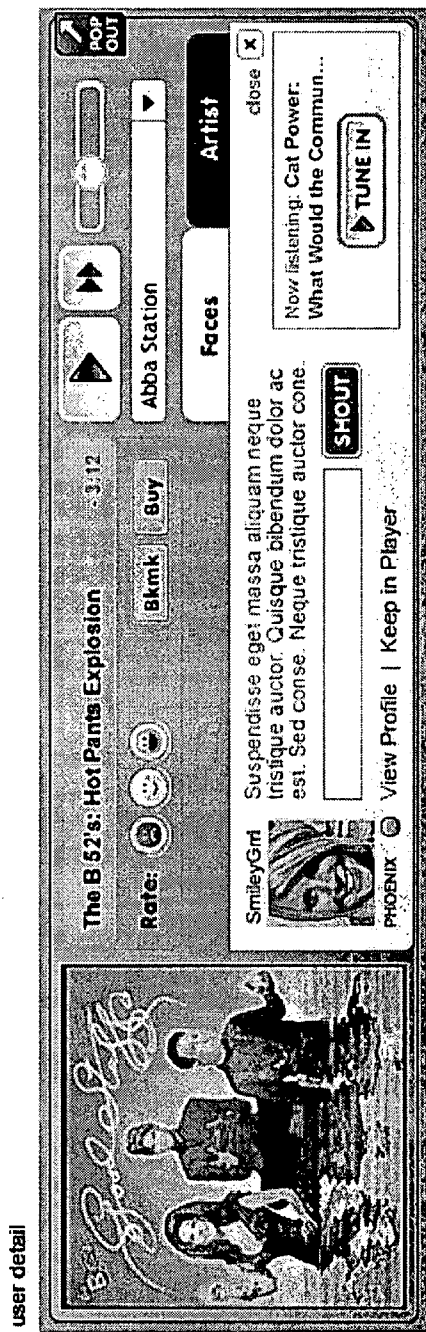 user detail
The B 52's: Hot Pants Explosion
- 3:12
POP
OUT
Rate:
Bkmk
Buy
Abba Station
Faces
Artist
SmileyGrrl
Suspendisse eget massa aliquam neque
tristique auctor. Quisque bibendum dolor ac
est. Sed conse. Neque tristique auctor cone..
close x
Now listening: Cat Power:
What Would the Commun...
TUNE IN
SHOUT
PHOENIX
View Profile | Keep in Player